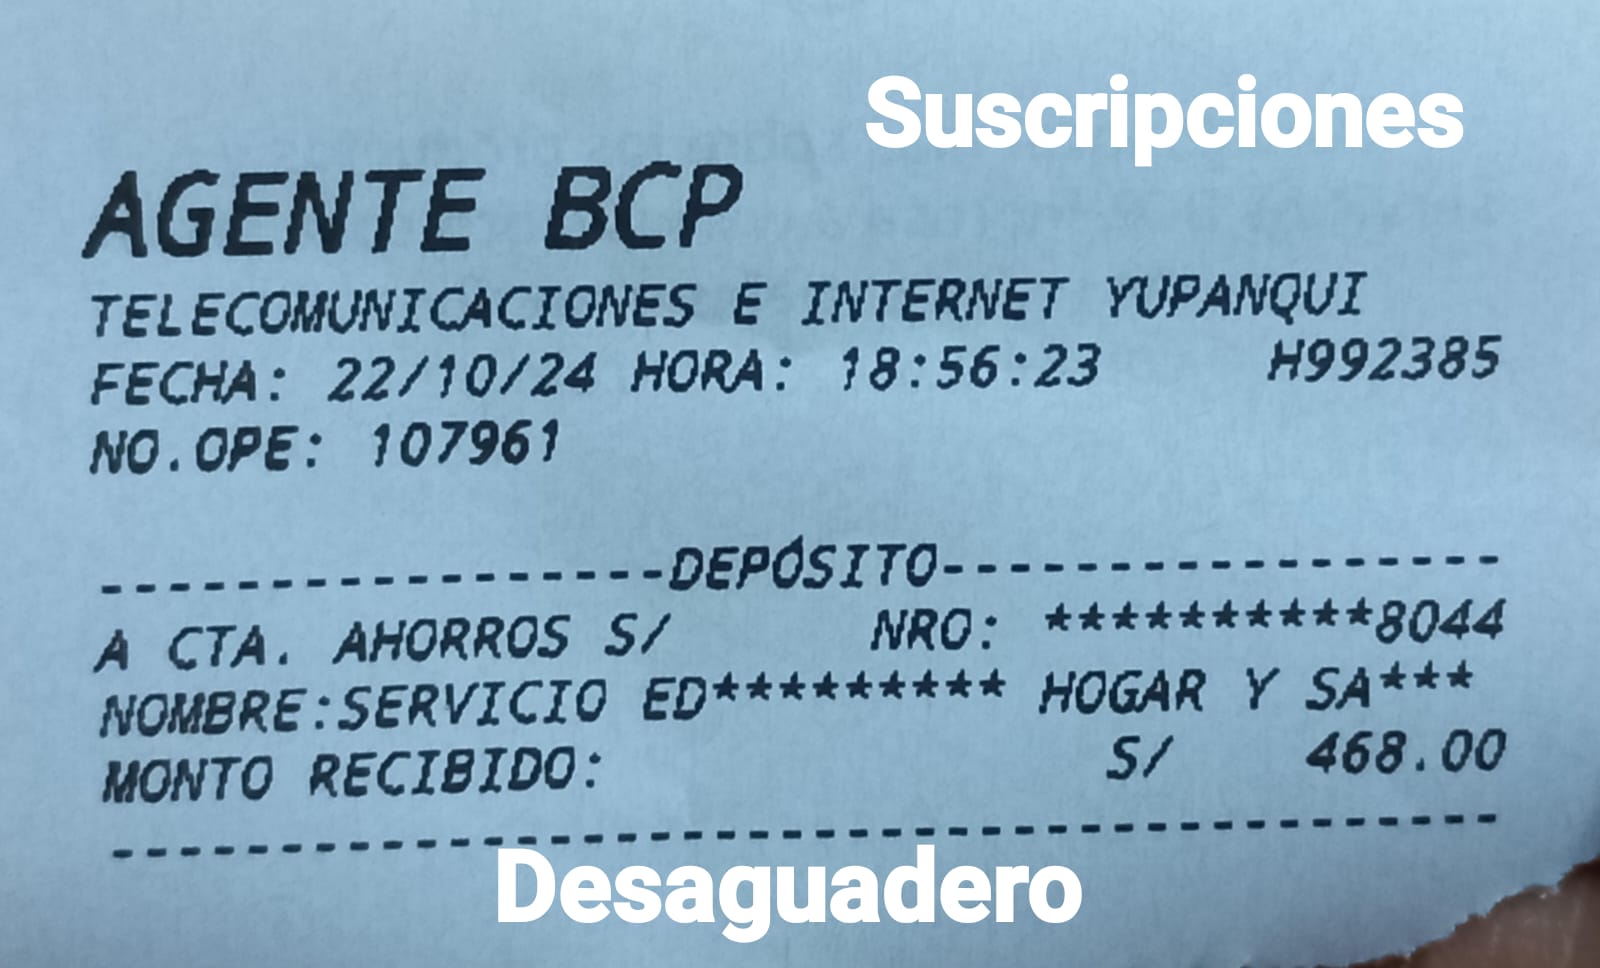 Suscripciones
AGENTE BCP
TELECOMUNICACIONES E INTERNET YUPANQUI
FECHA: 22/10/24 HORA: 18:56:23 H992385
NO.OPE: 107961
-----------------DEPÓSITO-----------------
A CTA. AHORROS S/ NRO: **********8044
NOMBRE:SERVICIO ED********* HOGAR Y SA***
MONTO RECIBIDO: S/ 468.00
------------------------------------------
Desaguadero